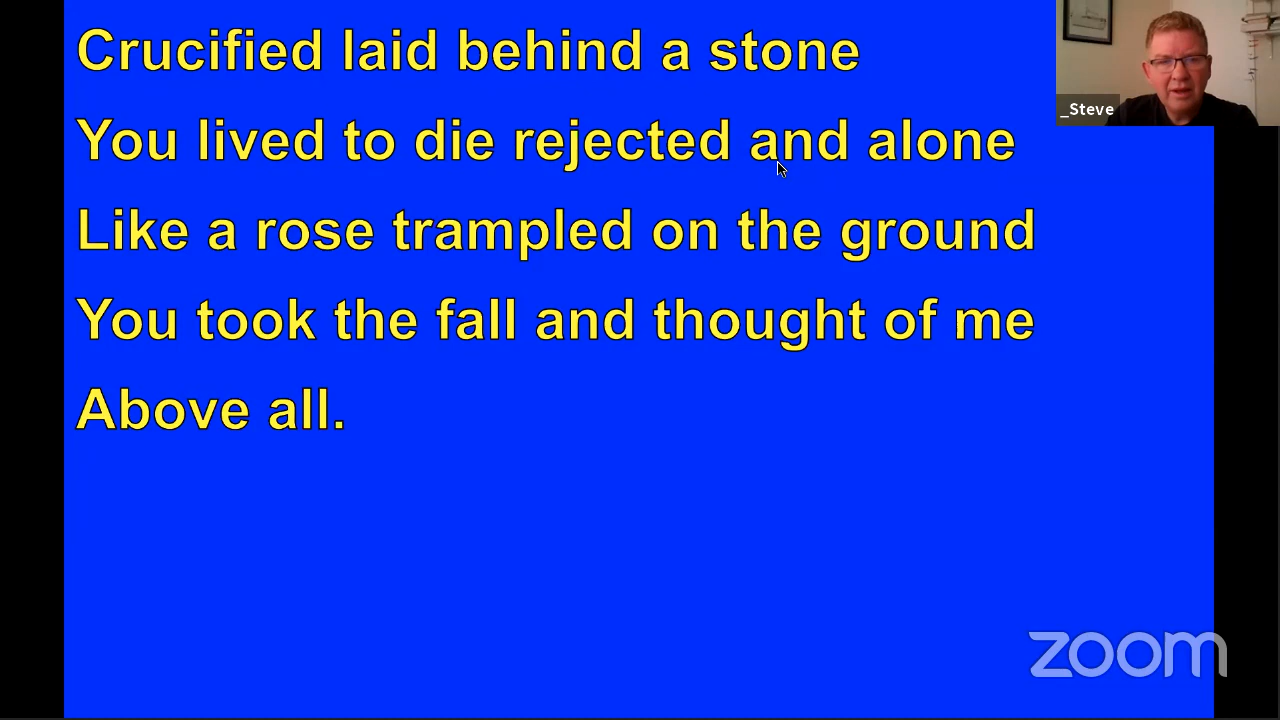 Crucified laid behind a stone
You lived to die rejected and alone
Like a rose trampled on the ground
You took the fall and thought of me
Above all.
_Steve
zoom